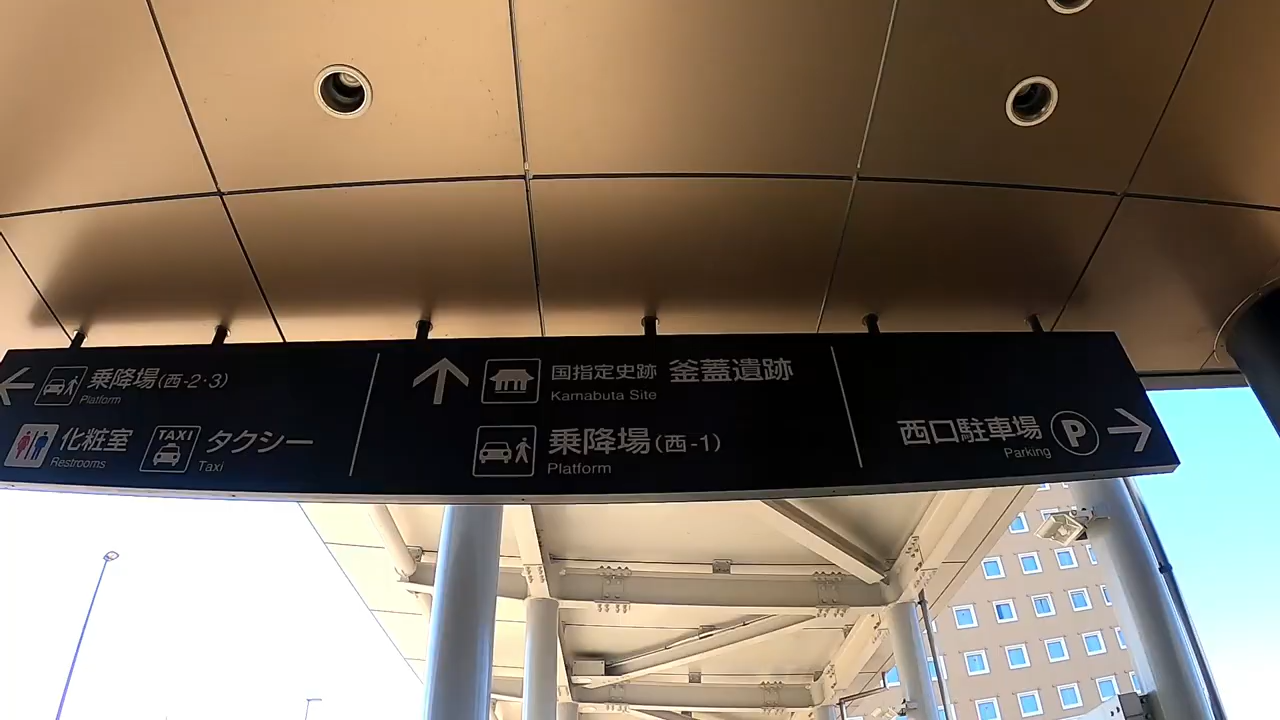 乗降場(西-2·3)
Platform
化粧室
Restrooms
TAXI
タクシー
Taxi
国指定史跡 釜蓋遺跡
Kamabuta Site
乗降場(西-1)
Platform
西口駐車場 P
Parking